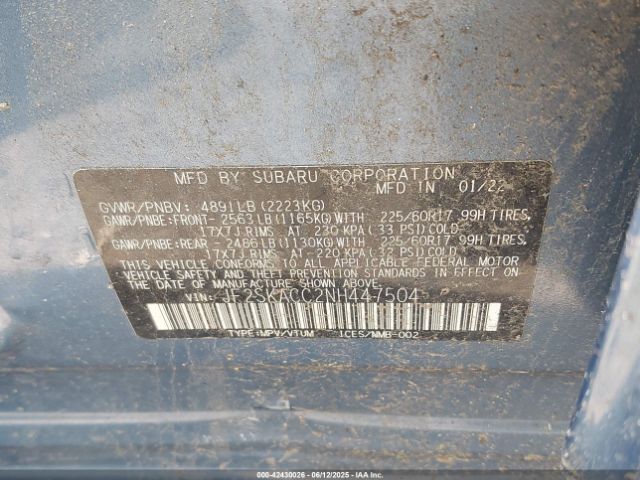 MFD BY SUBARU CORPORATION
MFD IN 01/22
GVWR/PNBV: 4891LB (2223KG)
GAWR/PNBE:FRONT- 2563LB (1165KG)WITH 225/60R17 99H TIRES,
17X7J RIMS AT 230 KPA( 33 PSI)COLD
GAWR/PNBE:REAR - 2486LB (1130KG)WITH 225/60R17 99H TIRES,
17X7J RIMS AT 220 KPA( 32 PSI)COLD
THIS VEHICLE CONFORMS TO ALL APPLICABLE U.S. FEDERAL MOTOR
VEHICLE SAFETY AND THEFT PREVENTION STANDARDS IN EFFECT ON
THE DATE OF MANUFACTURE SHOWN ABOVE.
VIN: JF2SKACC2NH447504 P
TYPE:MPV/VTUM ICES/NMB-002
000-42430026 - 06/12/2025 - IAAI.COM